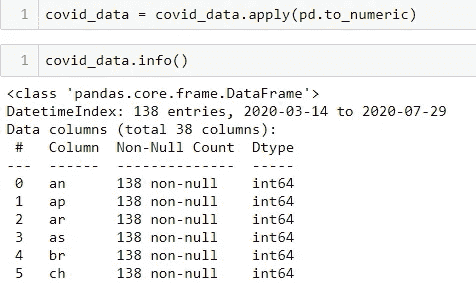 1 covid_data = covid_data.apply(pd.to_numeric)
1 covid_data.info()
<class 'pandas.core.frame.DataFrame'>
DatetimeIndex: 138 entries, 2020-03-14 to 2020-07-29
Data columns (total 38 columns):
 #   Column  Non-Null Count  Dtype
---  ------  --------------  -----
 0   an      138 non-null    int64
 1   ap      138 non-null    int64
 2   ar      138 non-null    int64
 3   as      138 non-null    int64
 4   br      138 non-null    int64
 5   ch      138 non-null    int64